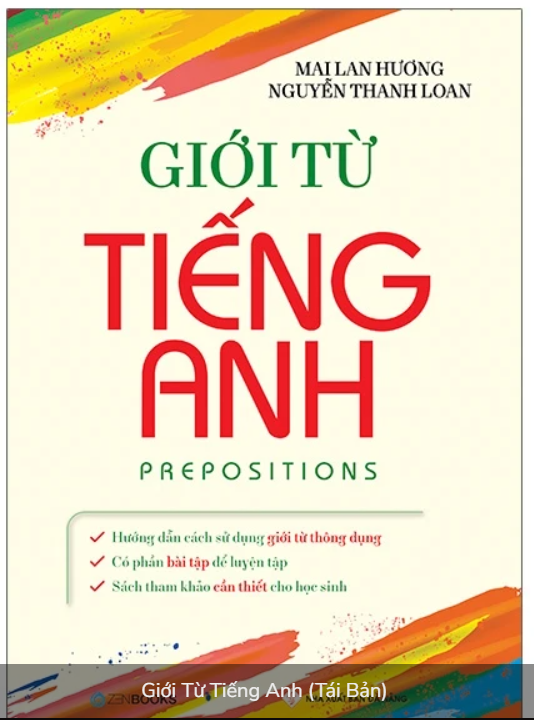 MAI LAN HƯƠNG
NGUYỄN THANH LOAN
GIỚI TỪ
TIẾNG
ANH
PREPOSITIONS
Hướng dẫn cách sử dụng giới từ thông dụng
Có phần bài tập để luyện tập
Sách tham khảo cần thiết cho học sinh
Giới Từ Tiếng Anh (Tái Bản)
ZENBOOKS